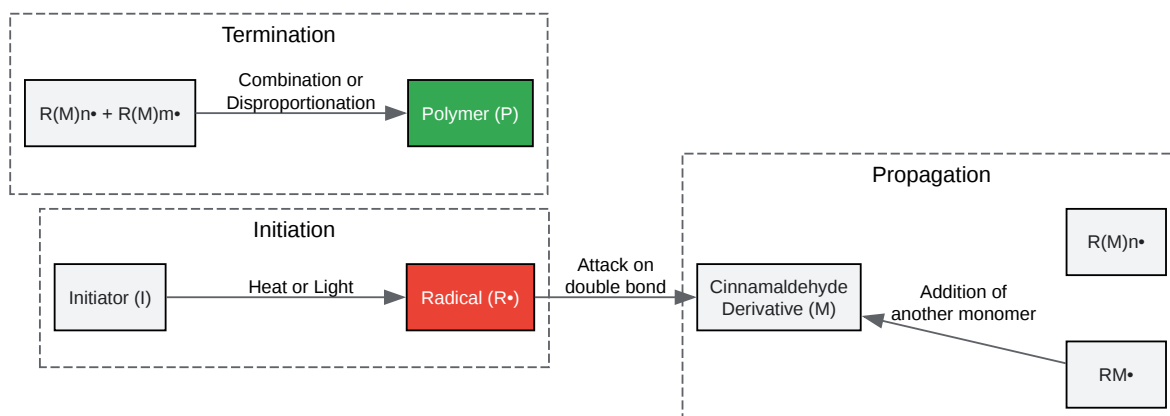 Termination
R(M)n• + R(M)m•
Combination or
Disproportionation
Polymer (P)
Initiation
Initiator (I)
Heat or Light
Radical (R•)
Attack on
double bond
Propagation
Cinnamaldehyde
Derivative (M)
Addition of
another monomer
R(M)n•
RM•